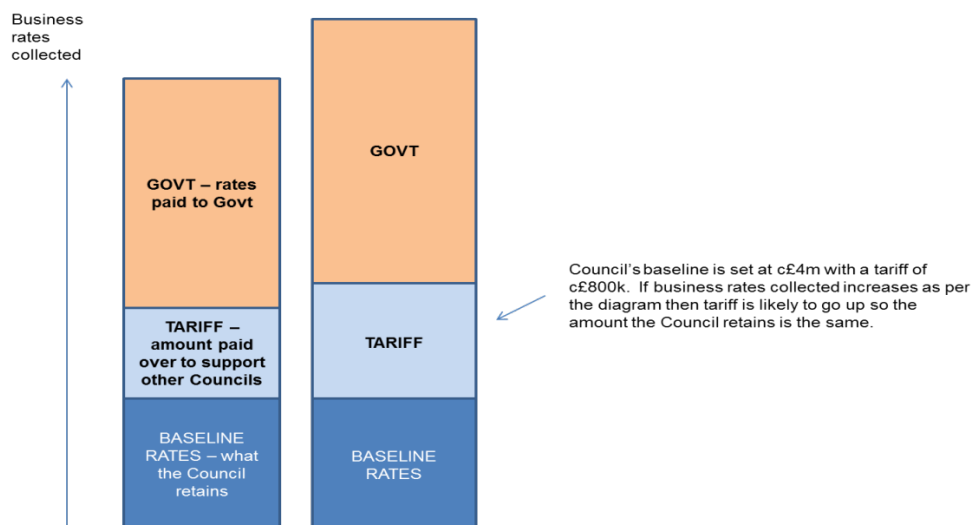 Business
rates
collected
GOVT – rates
paid to Govt
TARIFF –
amount paid
over to support
other Councils
BASELINE
RATES – what
the Council
retains
GOVT
TARIFF
BASELINE
RATES
Council's baseline is set at c£4m with a tariff of
c£800k.  If business rates collected increases as per
the diagram then tariff is likely to go up so the
amount the Council retains is the same.